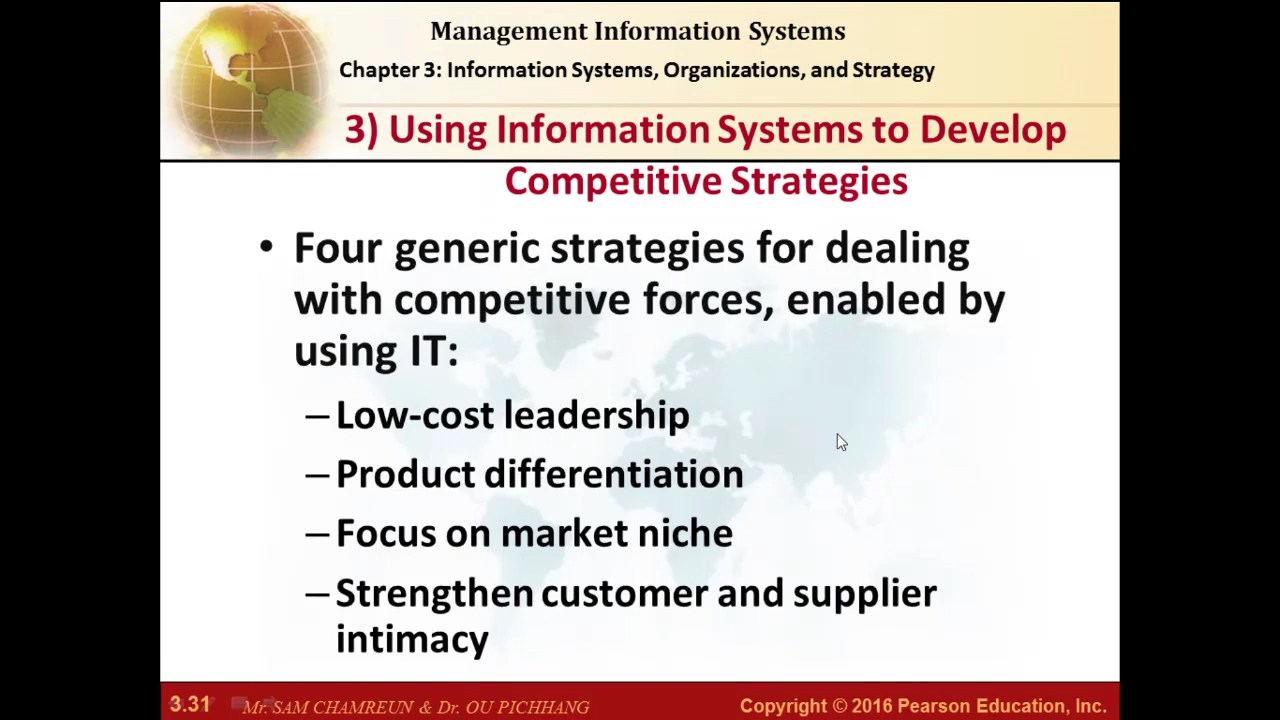 Management Information Systems
Chapter 3: Information Systems, Organizations, and Strategy
3) Using Information Systems to Develop
Competitive Strategies
• Four generic strategies for dealing
with competitive forces, enabled by
using IT:
– Low-cost leadership
– Product differentiation
– Focus on market niche
– Strengthen customer and supplier
intimacy
3.31 Mr. SAM CHAMREUN & Dr. OU PICHHANG Copyright © 2016 Pearson Education, Inc.